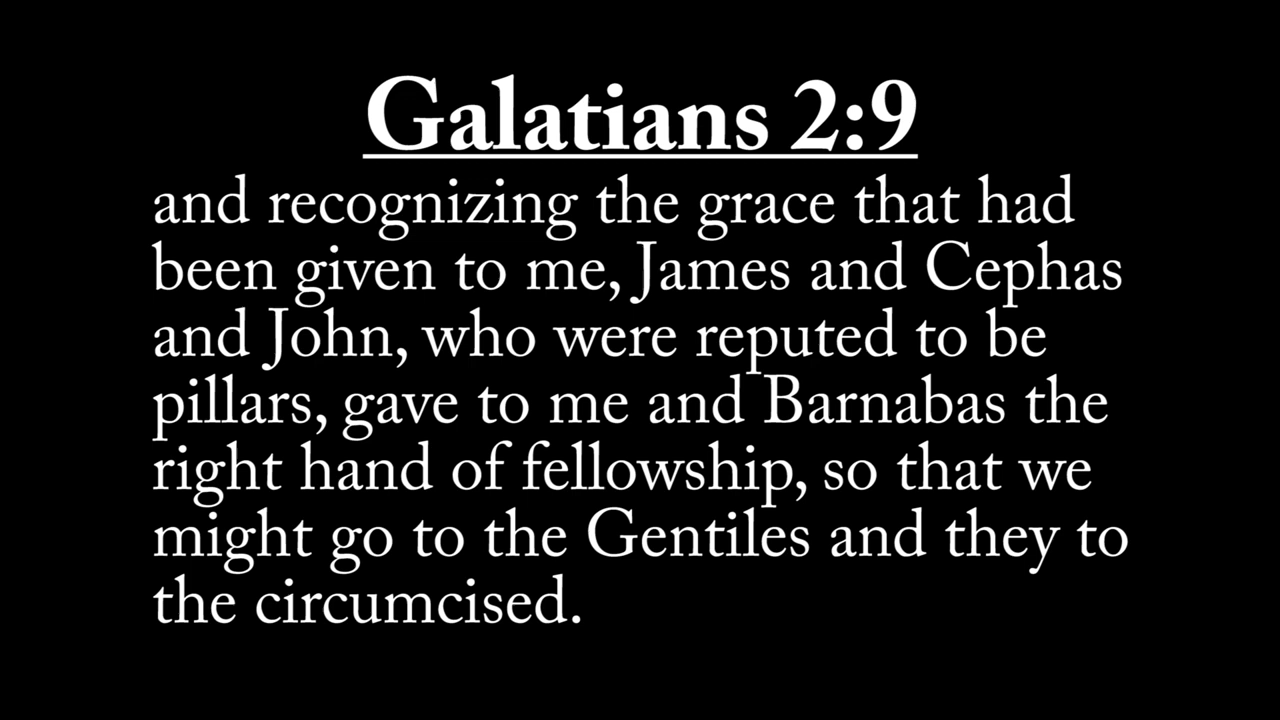 Galatians 2:9
and recognizing the grace that had
been given to me, James and Cephas
and John, who were reputed to be
pillars, gave to me and Barnabas the
right hand of fellowship, so that we
might go to the Gentiles and they to
the circumcised.